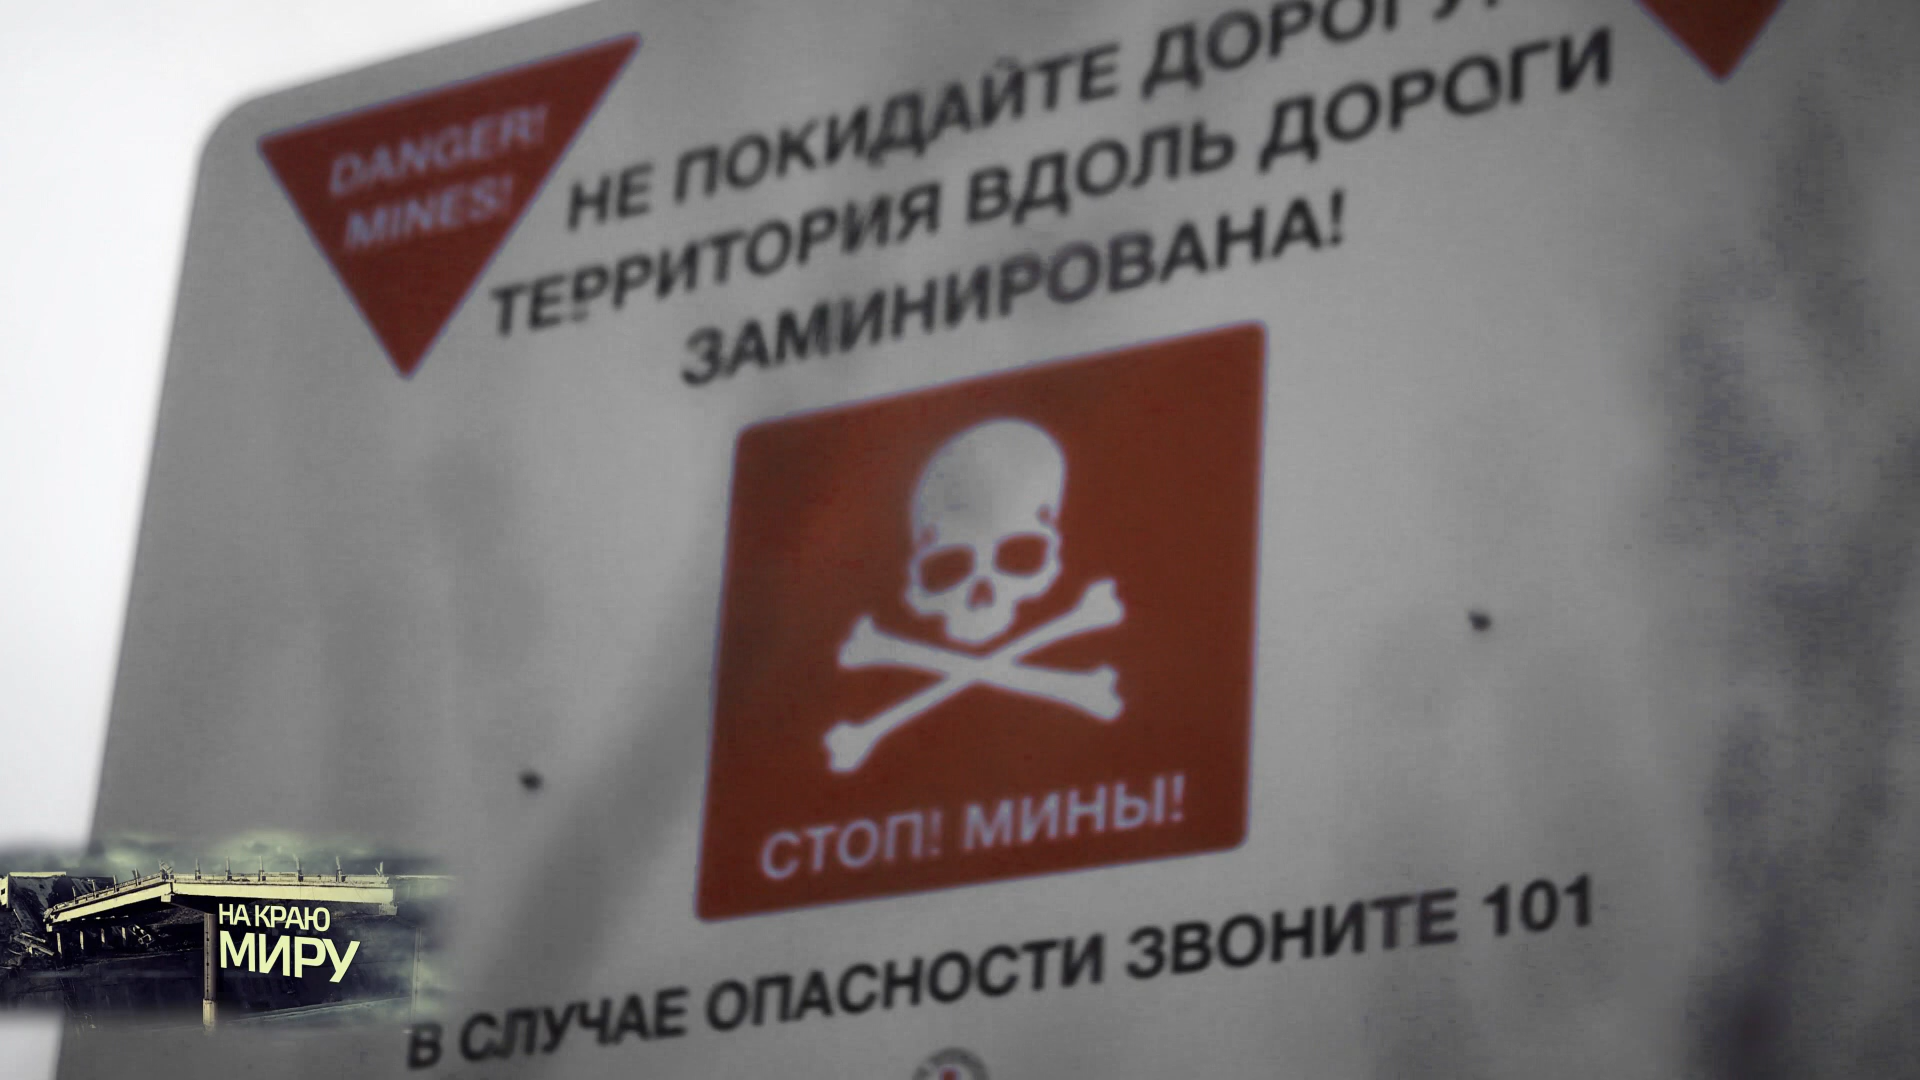 DANGER!
MINES!
НЕ ПОКИДАЙТЕ ДОРОГУ,
ТЕРРИТОРИЯ ВДОЛЬ ДОРОГИ
ЗАМИНИРОВАНА!
СТОП! МИНЫ!
В СЛУЧАЕ ОПАСНОСТИ ЗВОНИТЕ 101
НА КРАЮ
МИРУ